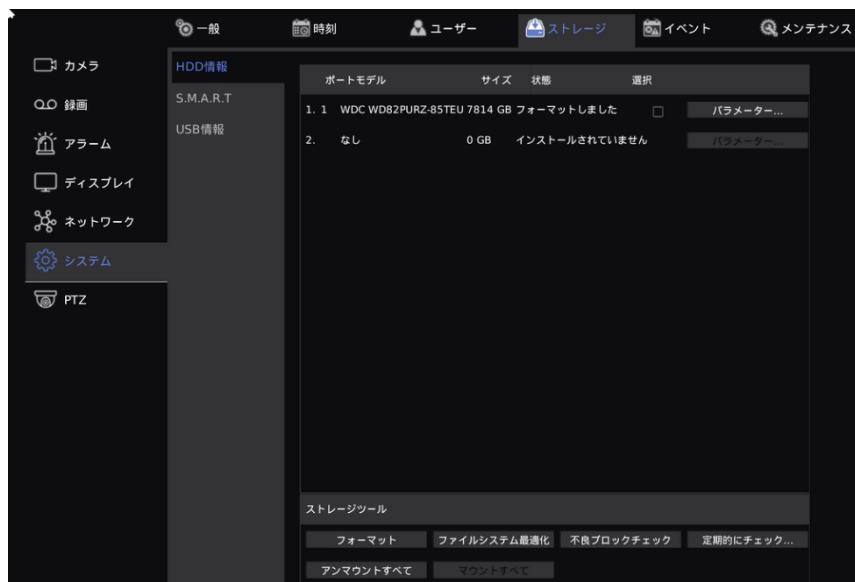 一般 時刻 ユーザー ストレージ イベント メンテナンス
カメラ
録画
アラーム
ディスプレイ
ネットワーク
システム
PTZ
HDD情報
S.M.A.R.T
USB情報
ポートモデル サイズ 状態 選択
1. 1 WDC WD82PURZ-85TEU 7814 GB フォーマットしました パラメーター...
2. なし 0 GB インストールされていません パラメーター...
ストレージツール
フォーマット ファイルシステム最適化 不良ブロックチェック 定期的にチェック...
アンマウントすべて マウントすべて